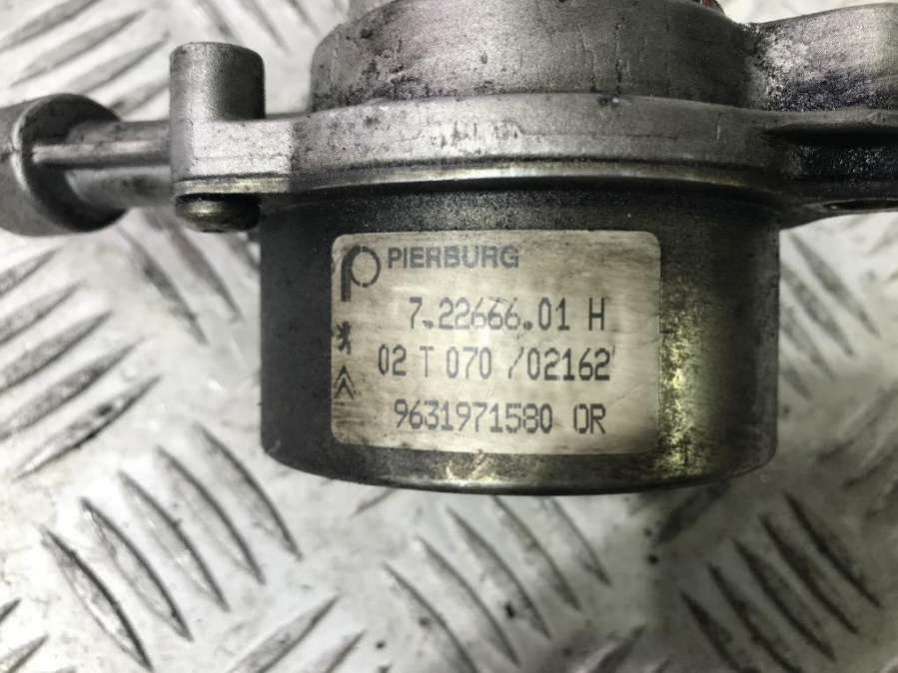 PIERBURG
7.22666.01 H
02 T 070 /02162
9631971580 OR